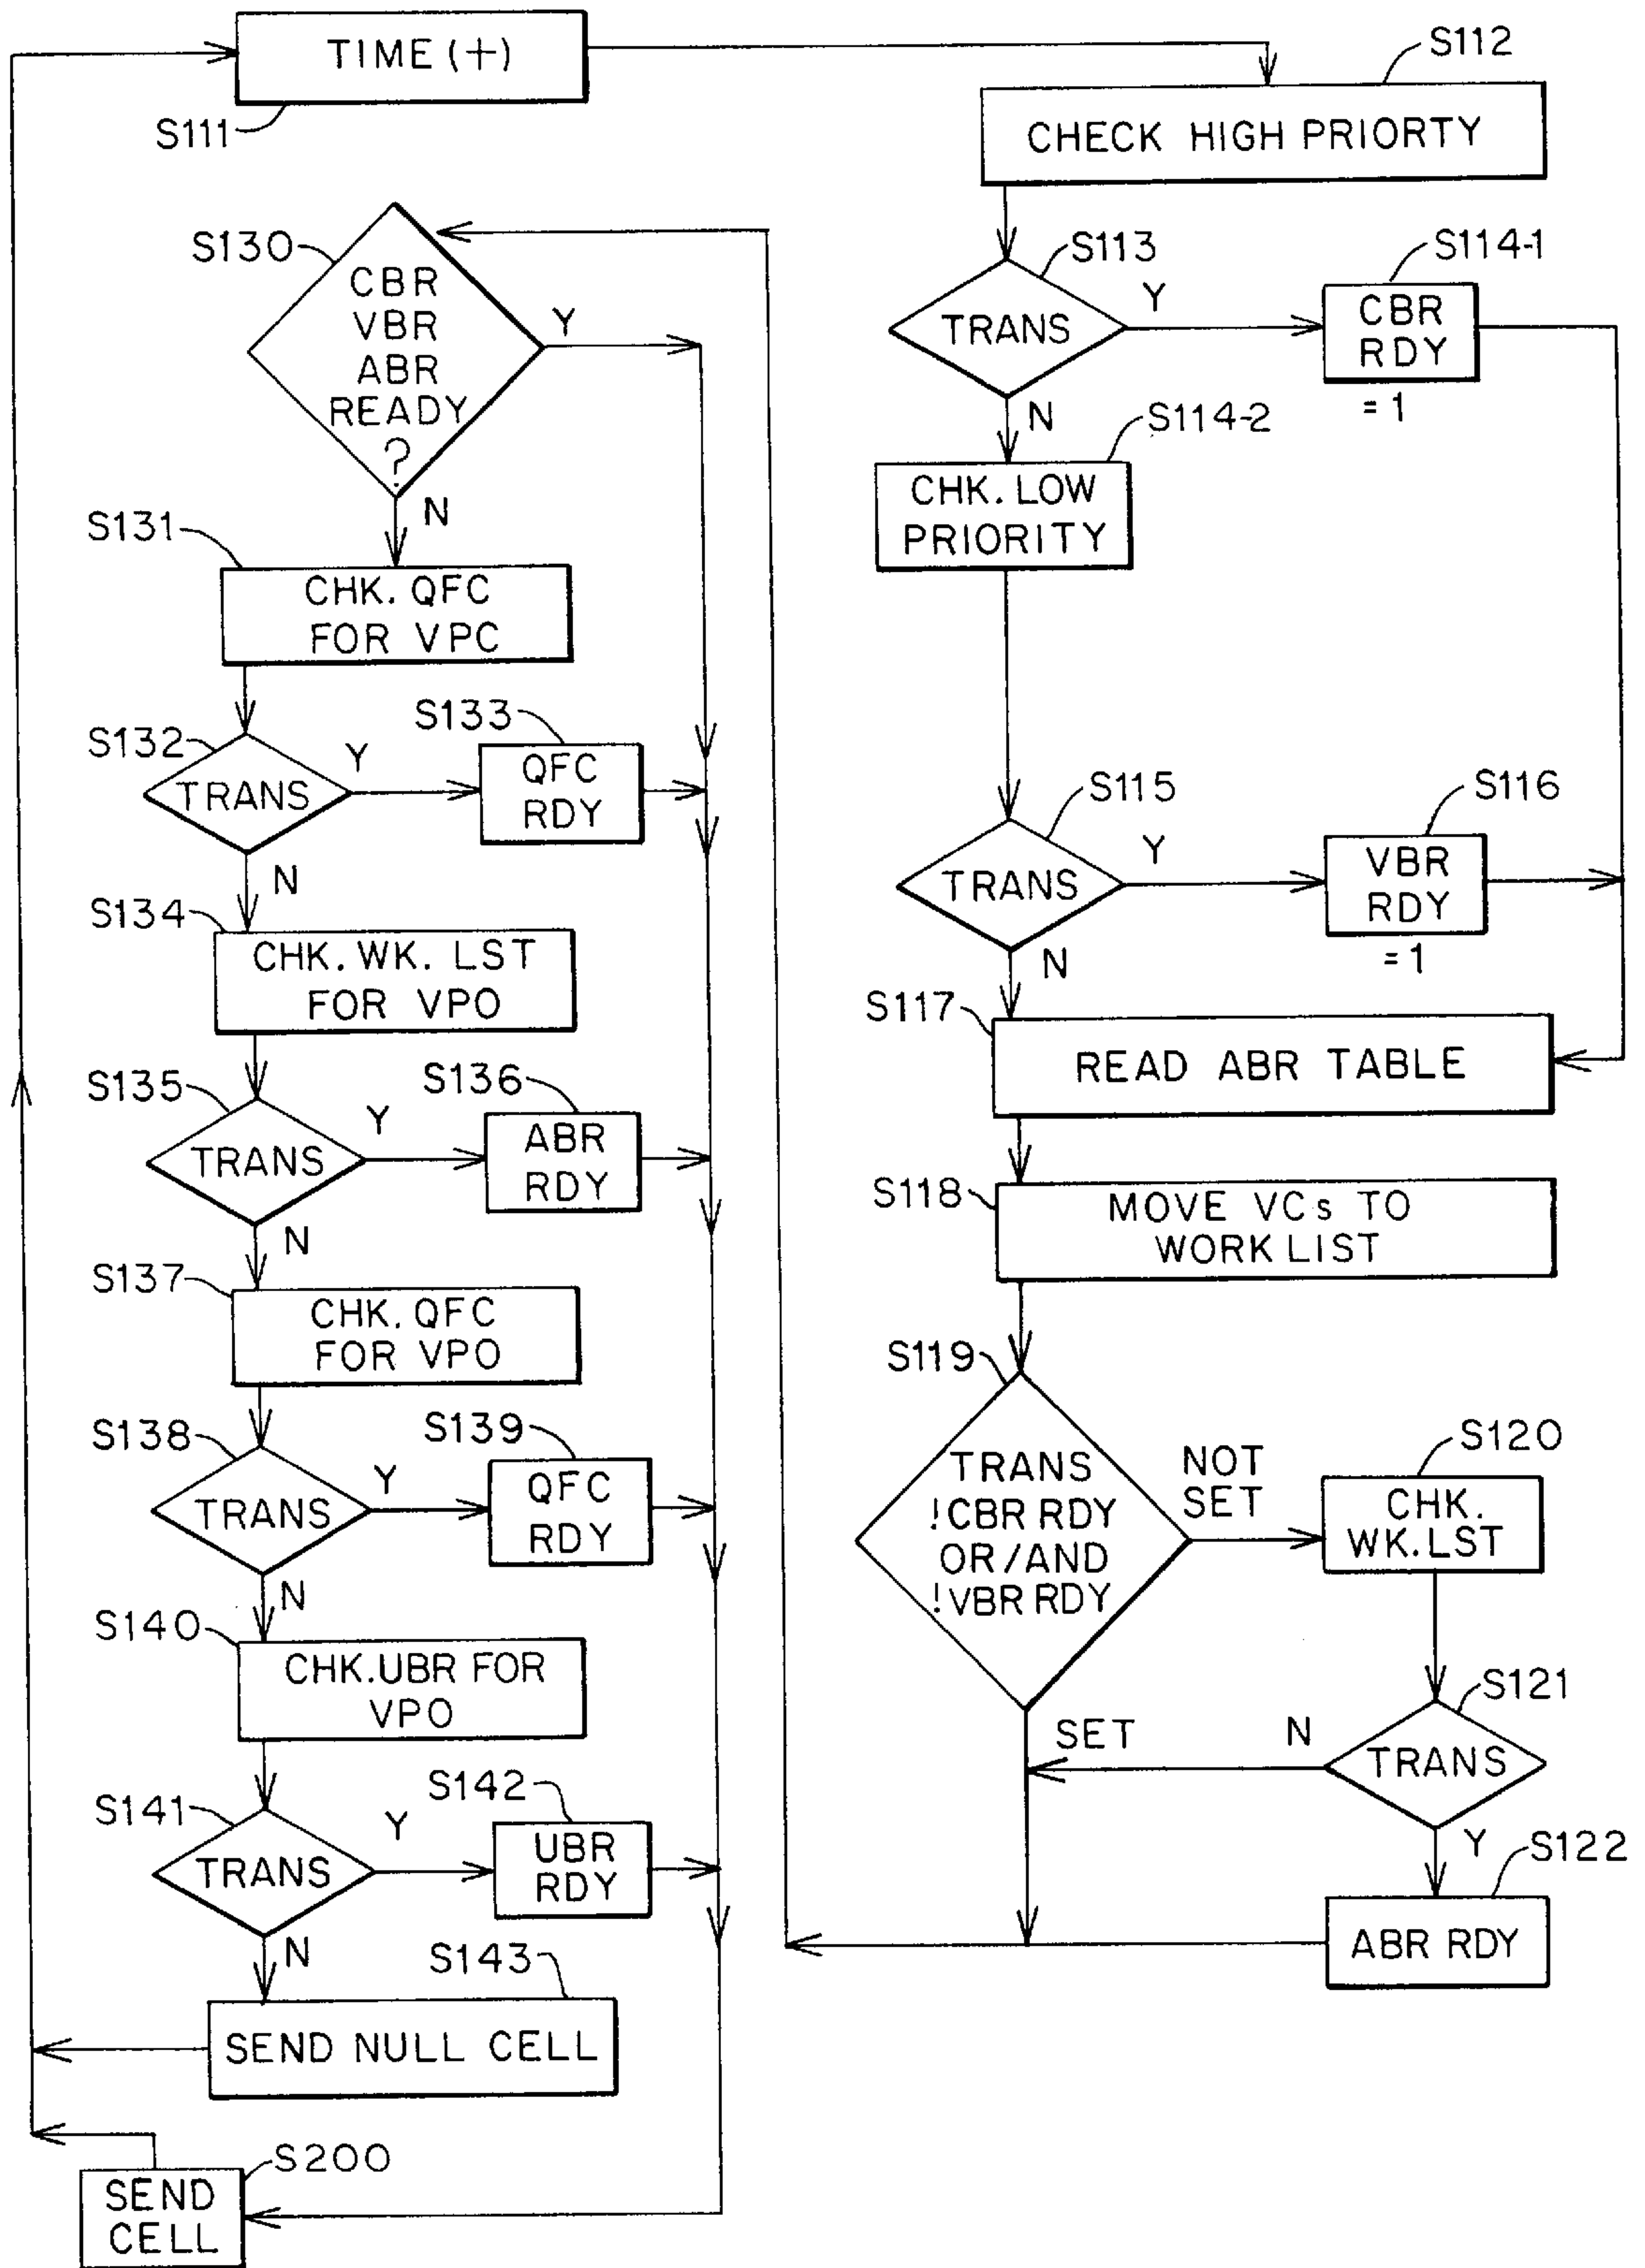 TIME (+)
S111
S112
CHECK HIGH PRIORTY
S113
TRANS
Y
N
S114-1
CBR
RDY
= 1
S114-2
CHK. LOW
PRIORITY
S115
TRANS
Y
N
S116
VBR
RDY
= 1
S117
READ ABR TABLE
S118
MOVE VCs TO
WORK LIST
S119
TRANS
!CBR RDY
OR/AND
!VBR RDY
NOT
SET
SET
S120
CHK.
WK.LST
S121
TRANS
N
Y
S122
ABR RDY
S130
CBR
VBR
ABR
READY
?
Y
N
S131
CHK. QFC
FOR VPC
S132
TRANS
Y
N
S133
QFC
RDY
S134
CHK. WK. LST
FOR VPO
S135
TRANS
Y
N
S136
ABR
RDY
S137
CHK. QFC
FOR VPO
S138
TRANS
Y
N
S139
QFC
RDY
S140
CHK.UBR FOR
VPO
S141
TRANS
Y
N
S142
UBR
RDY
S143
SEND NULL CELL
S200
SEND
CELL